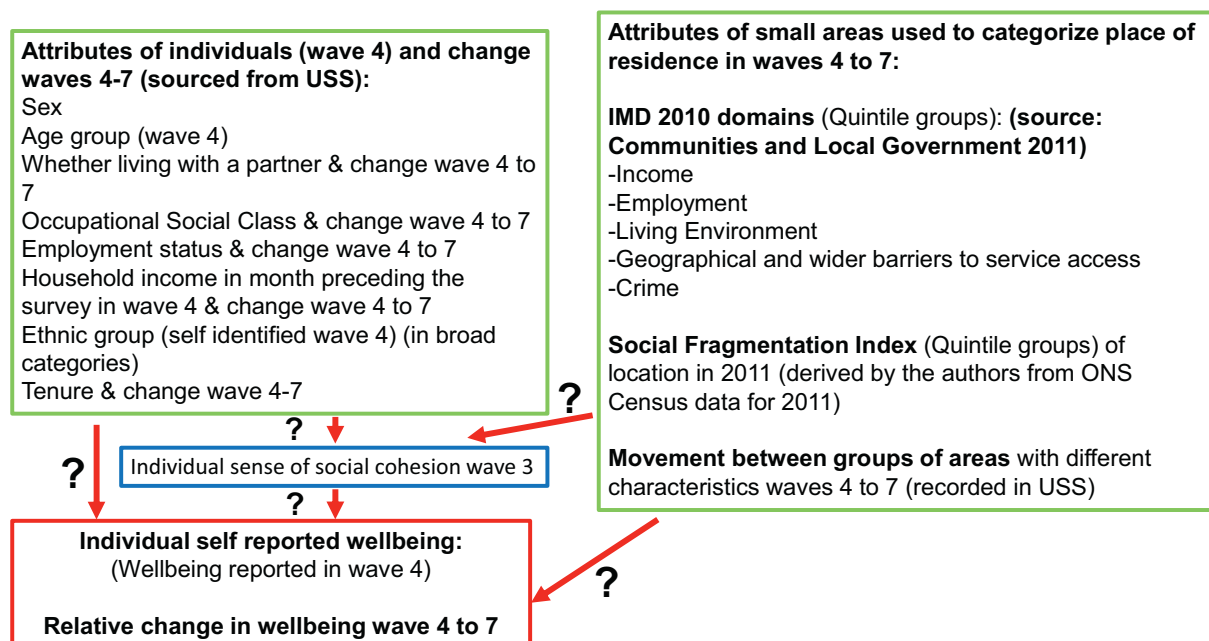 Attributes of individuals (wave 4) and change
waves 4-7 (sourced from USS):
Sex
Age group (wave 4)
Whether living with a partner & change wave 4 to
7
Occupational Social Class & change wave 4 to 7
Employment status & change wave 4 to 7
Household income in month preceding the
survey in wave 4 & change wave 4 to 7
Ethnic group (self identified wave 4) (in broad
categories)
Tenure & change wave 4-7
Attributes of small areas used to categorize place of
residence in waves 4 to 7:
IMD 2010 domains (Quintile groups): (source:
Communities and Local Government 2011)
-Income
-Employment
-Living Environment
-Geographical and wider barriers to service access
-Crime
Social Fragmentation Index (Quintile groups) of
location in 2011 (derived by the authors from ONS
Census data for 2011)
Movement between groups of areas with different
characteristics waves 4 to 7 (recorded in USS)
?
?
?
Individual sense of social cohesion wave 3
?
?
Individual self reported wellbeing:
(Wellbeing reported in wave 4)
Relative change in wellbeing wave 4 to 7